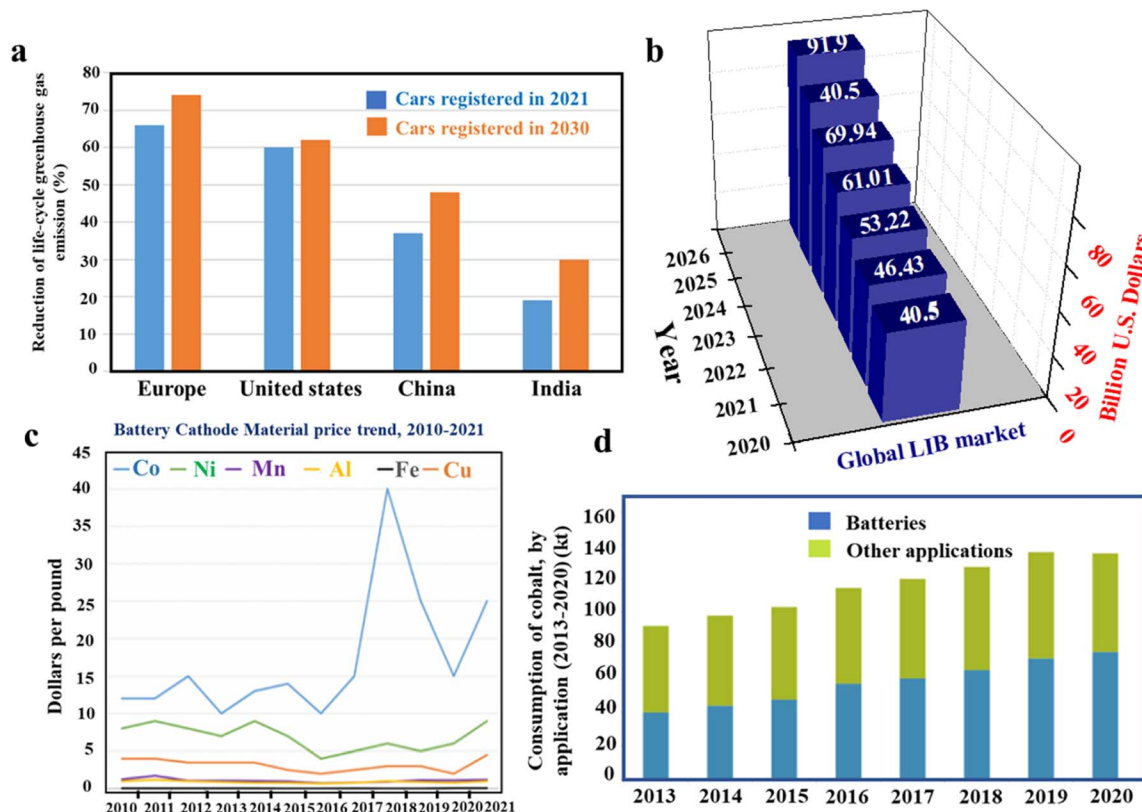 a
80
70
60
50
40
30
20
10
0
Reduction of life-cycle greenhouse gas
emission (%)
Cars registered in 2021
Cars registered in 2030
Europe United states China India
b
91.9
40.5
69.94
61.01
53.22
46.43
40.5
2026
2025
2024
2023
2022
2021
2020
Year
Global LIB market
80
60
40
20
0
Billion U.S. Dollars
c
Battery Cathode Material price trend, 2010-2021
45
40
35
30
25
20
15
10
5
0
Dollars per pound
Co Ni Mn Al Fe Cu
2010 2011 2012 2013 2014 2015 2016 2017 2018 2019 2020 2021
d
160
140
120
100
80
60
40
20
0
Consumption of cobalt, by
application (2013-2020) (kt)
Batteries
Other applications
2013 2014 2015 2016 2017 2018 2019 2020